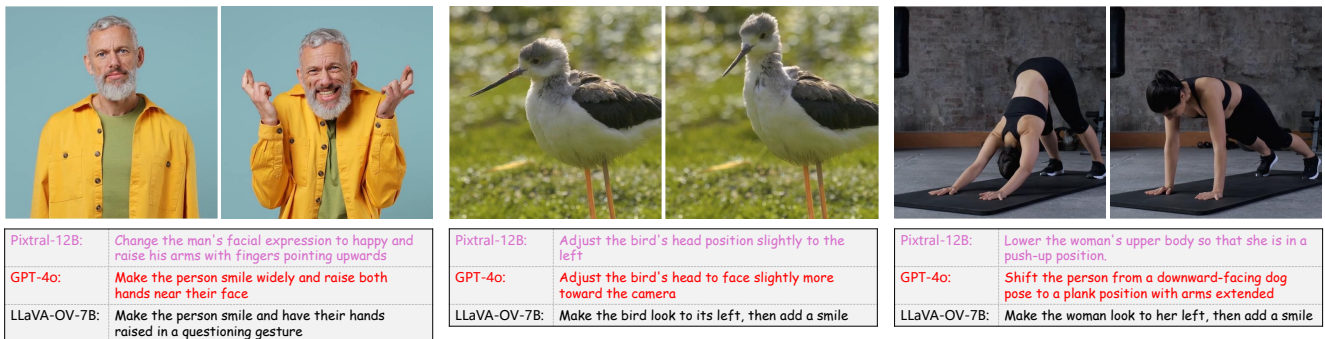 Pixtral-12B: Change the man's facial expression to happy and
raise his arms with fingers pointing upwards
GPT-4o: Make the person smile widely and raise both
hands near their face
LLaVA-OV-7B: Make the person smile and have their hands
raised in a questioning gesture
Pixtral-12B: Adjust the bird's head position slightly to the
left
GPT-4o: Adjust the bird's head to face slightly more
toward the camera
LLaVA-OV-7B: Make the bird look to its left, then add a smile
Pixtral-12B: Lower the woman's upper body so that she is in a
push-up position.
GPT-4o: Shift the person from a downward-facing dog
pose to a plank position with arms extended
LLaVA-OV-7B: Make the woman look to her left, then add a smile